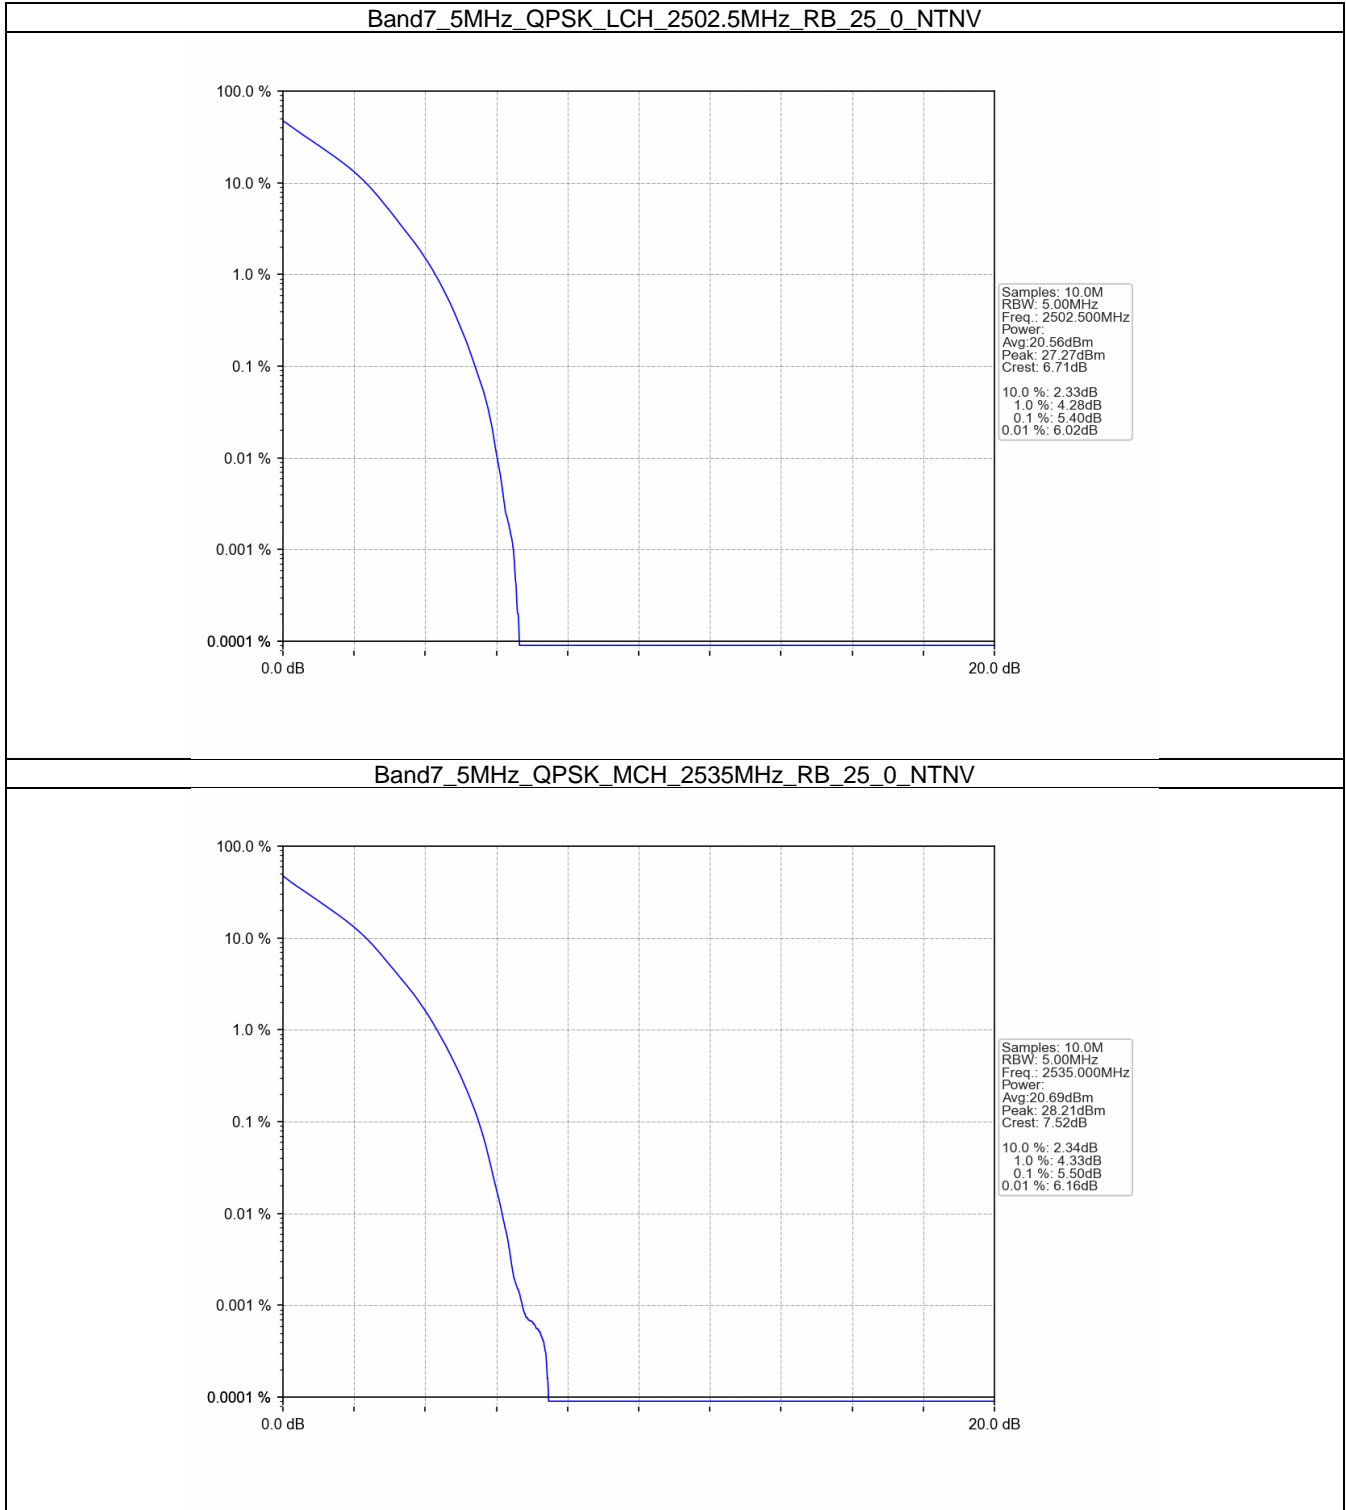 Band7_5MHz_QPSK_LCH_2502.5MHz_RB_25_0_NTNV
100.0 %
10.0 %
1.0 %
0.1 %
0.01 %
0.001 %
0.0001 %
0.0 dB
20.0 dB
Samples: 10.0M
RBW: 5.00MHz
Freq.: 2502.500MHz
Power:
Avg:20.56dBm
Peak: 27.27dBm
Crest: 6.71dB
10.0 %: 2.33dB
1.0 %: 4.28dB
0.1 %: 5.40dB
0.01 %: 6.02dB
Band7_5MHz_QPSK_MCH_2535MHz_RB_25_0_NTNV
100.0 %
10.0 %
1.0 %
0.1 %
0.01 %
0.001 %
0.0001 %
0.0 dB
20.0 dB
Samples: 10.0M
RBW: 5.00MHz
Freq.: 2535.000MHz
Power:
Avg:20.69dBm
Peak: 28.21dBm
Crest: 7.52dB
10.0 %: 2.34dB
1.0 %: 4.33dB
0.1 %: 5.50dB
0.01 %: 6.16dB